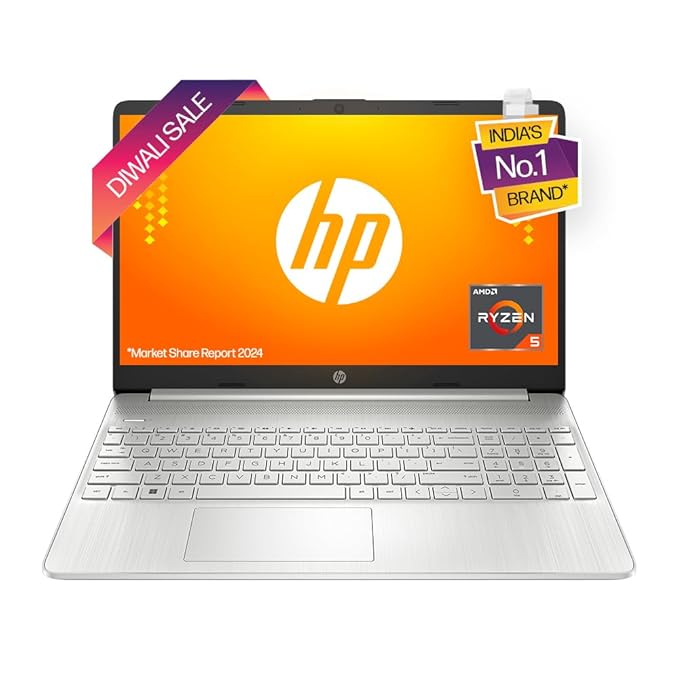 DIWALI SALE
INDIA'S
No.1
BRAND*
hp
AMD
RYZEN
5
*Market Share Report 2024
hp
Q W E R T Y U I O P
A S D F G H J K L
Z X C V B N M